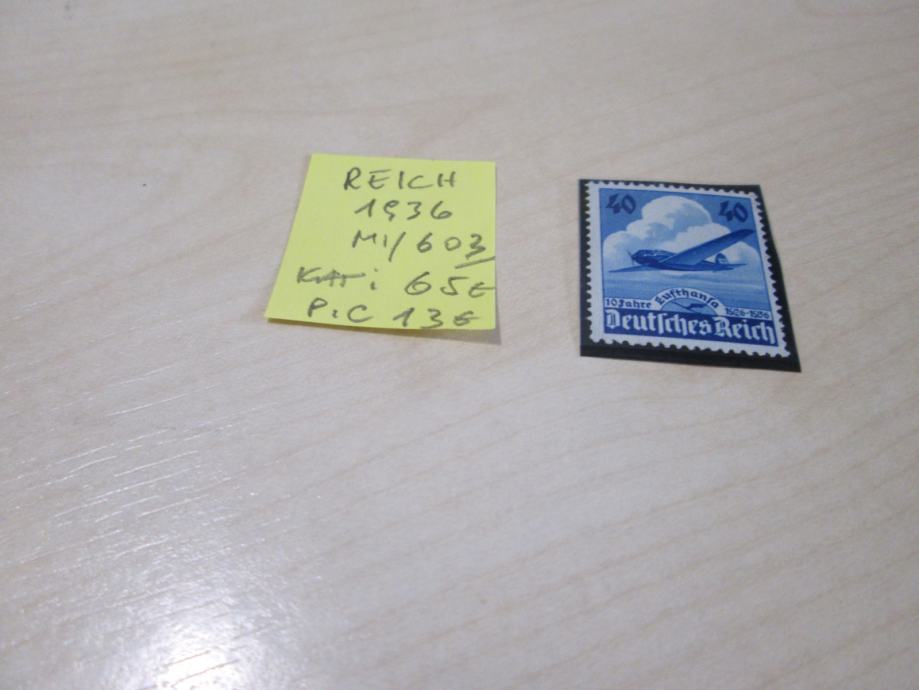 REICH
1936
MI/603
KAT: 65€
P:C 13€
40 40
10 Jahre Lufthansa 1926-1936
Deutsches Reich